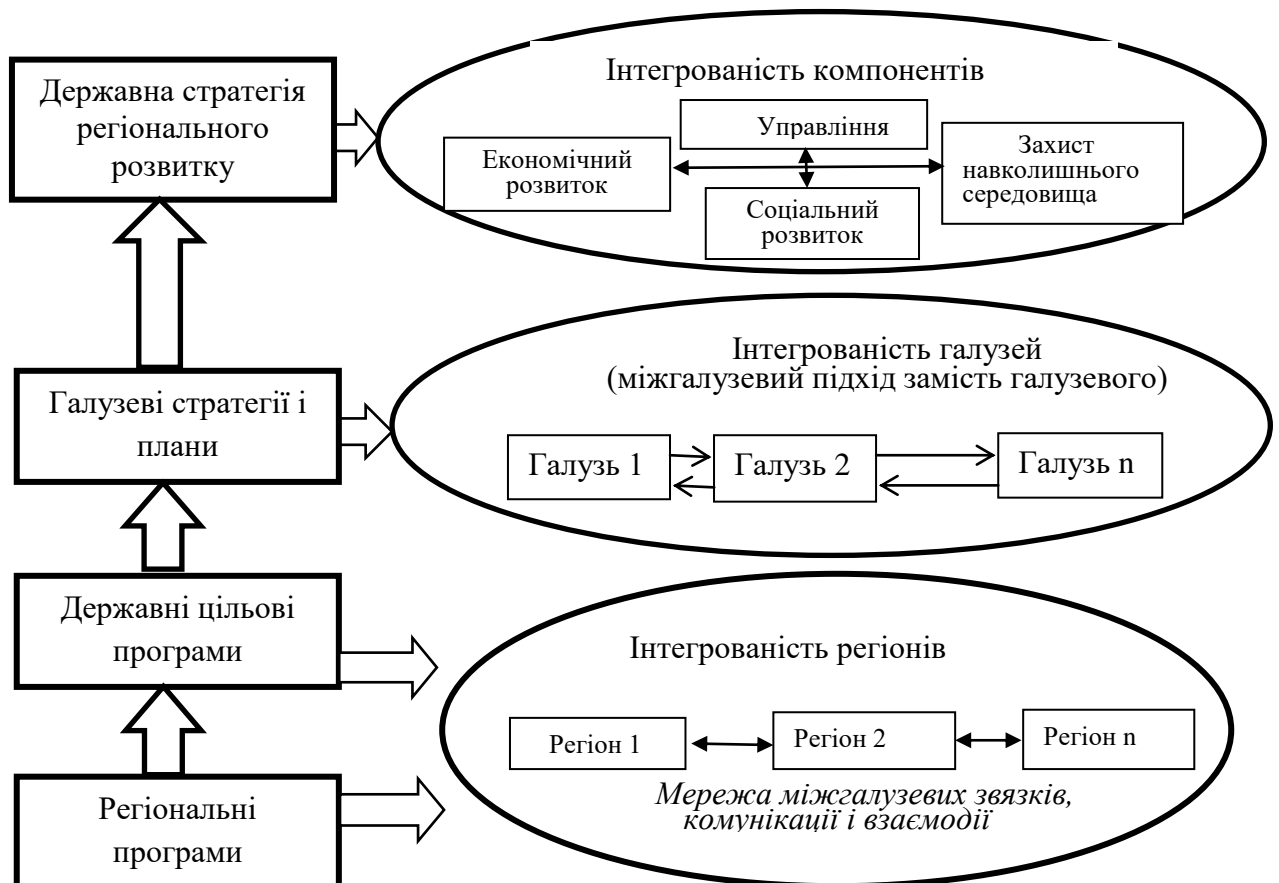 Державна стратегія
регіонального
розвитку
Інтегрованість компонентів
Управління
Економічний
розвиток
Захист
навколишнього
середовища
Соціальний
розвиток
Галузеві стратегії і
плани
Інтегрованість галузей
(міжгалузевий підхід замість галузевого)
Галузь 1
Галузь 2
Галузь n
Державні цільові
програми
Інтегрованість регіонів
Регіон 1
Регіон 2
Регіон n
Мережа міжгалузевих звязків,
комунікації і взаємодії
Регіональні
програми